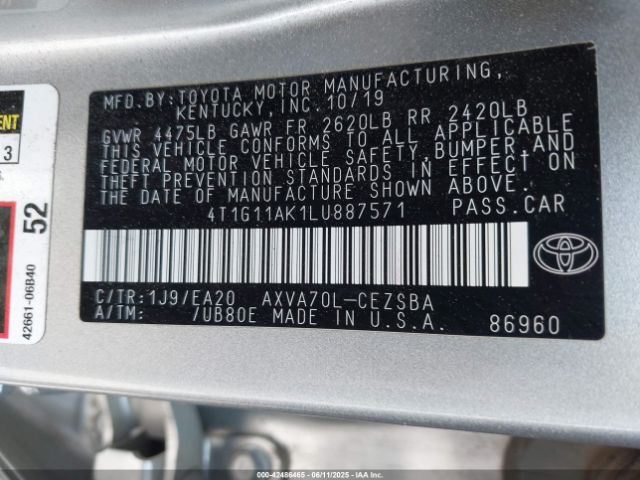 MFD.BY:TOYOTA MOTOR MANUFACTURING,
KENTUCKY, INC. 10/19
GVWR 4475LB GAWR FR 2620LB RR 2420LB
THIS VEHICLE CONFORMS TO ALL APPLICABLE
FEDERAL MOTOR VEHICLE SAFETY, BUMPER, AND
THEFT PREVENTION STANDARDS IN EFFECT ON
THE DATE OF MANUFACTURE SHOWN ABOVE.
4T1G11AK1LU887571 PASS.CAR
C/TR:1J9/EA20 AXVA70L-CEZSBA
A/TM: 7UB80E MADE IN U.S.A. 86960
ENT
13
52
42661-06B40
000-42486465 - 06/11/2025 - IAA Inc.